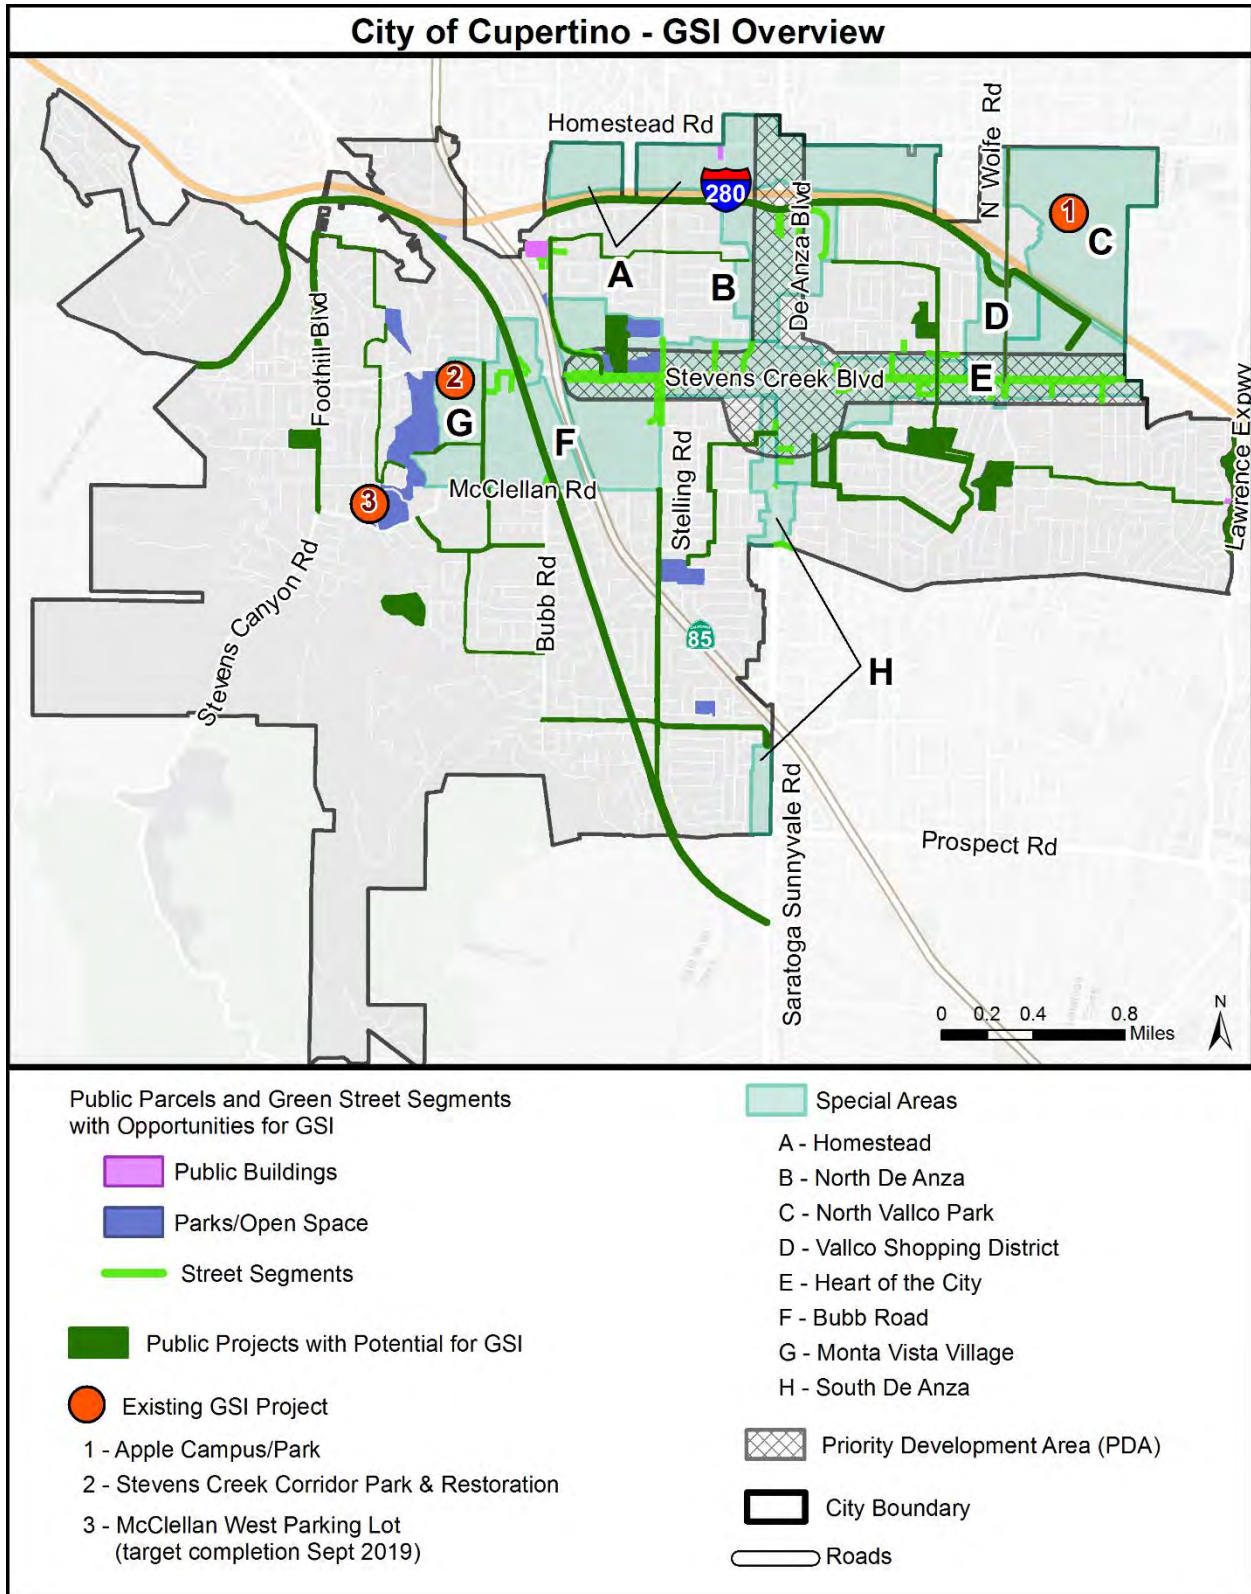 City of Cupertino - GSI Overview
Homestead Rd
N Wolfe Rd
280
De Anza Blvd
1
C
A
B
D
Foothill Blvd
2
Stevens Creek Blvd
E
G
F
Lawrence Expwy
McClellan Rd
3
Stelling Rd
Stevens Canyon Rd
Bubb Rd
85
H
Saratoga Sunnyvale Rd
Prospect Rd
N
0 0.2 0.4 0.8
Miles
Public Parcels and Green Street Segments
with Opportunities for GSI
Public Buildings
Parks/Open Space
Street Segments
Public Projects with Potential for GSI
Existing GSI Project
1 - Apple Campus/Park
2 - Stevens Creek Corridor Park & Restoration
3 - McClellan West Parking Lot
(target completion Sept 2019)
Special Areas
A - Homestead
B - North De Anza
C - North Vallco Park
D - Vallco Shopping District
E - Heart of the City
F - Bubb Road
G - Monta Vista Village
H - South De Anza
Priority Development Area (PDA)
City Boundary
Roads